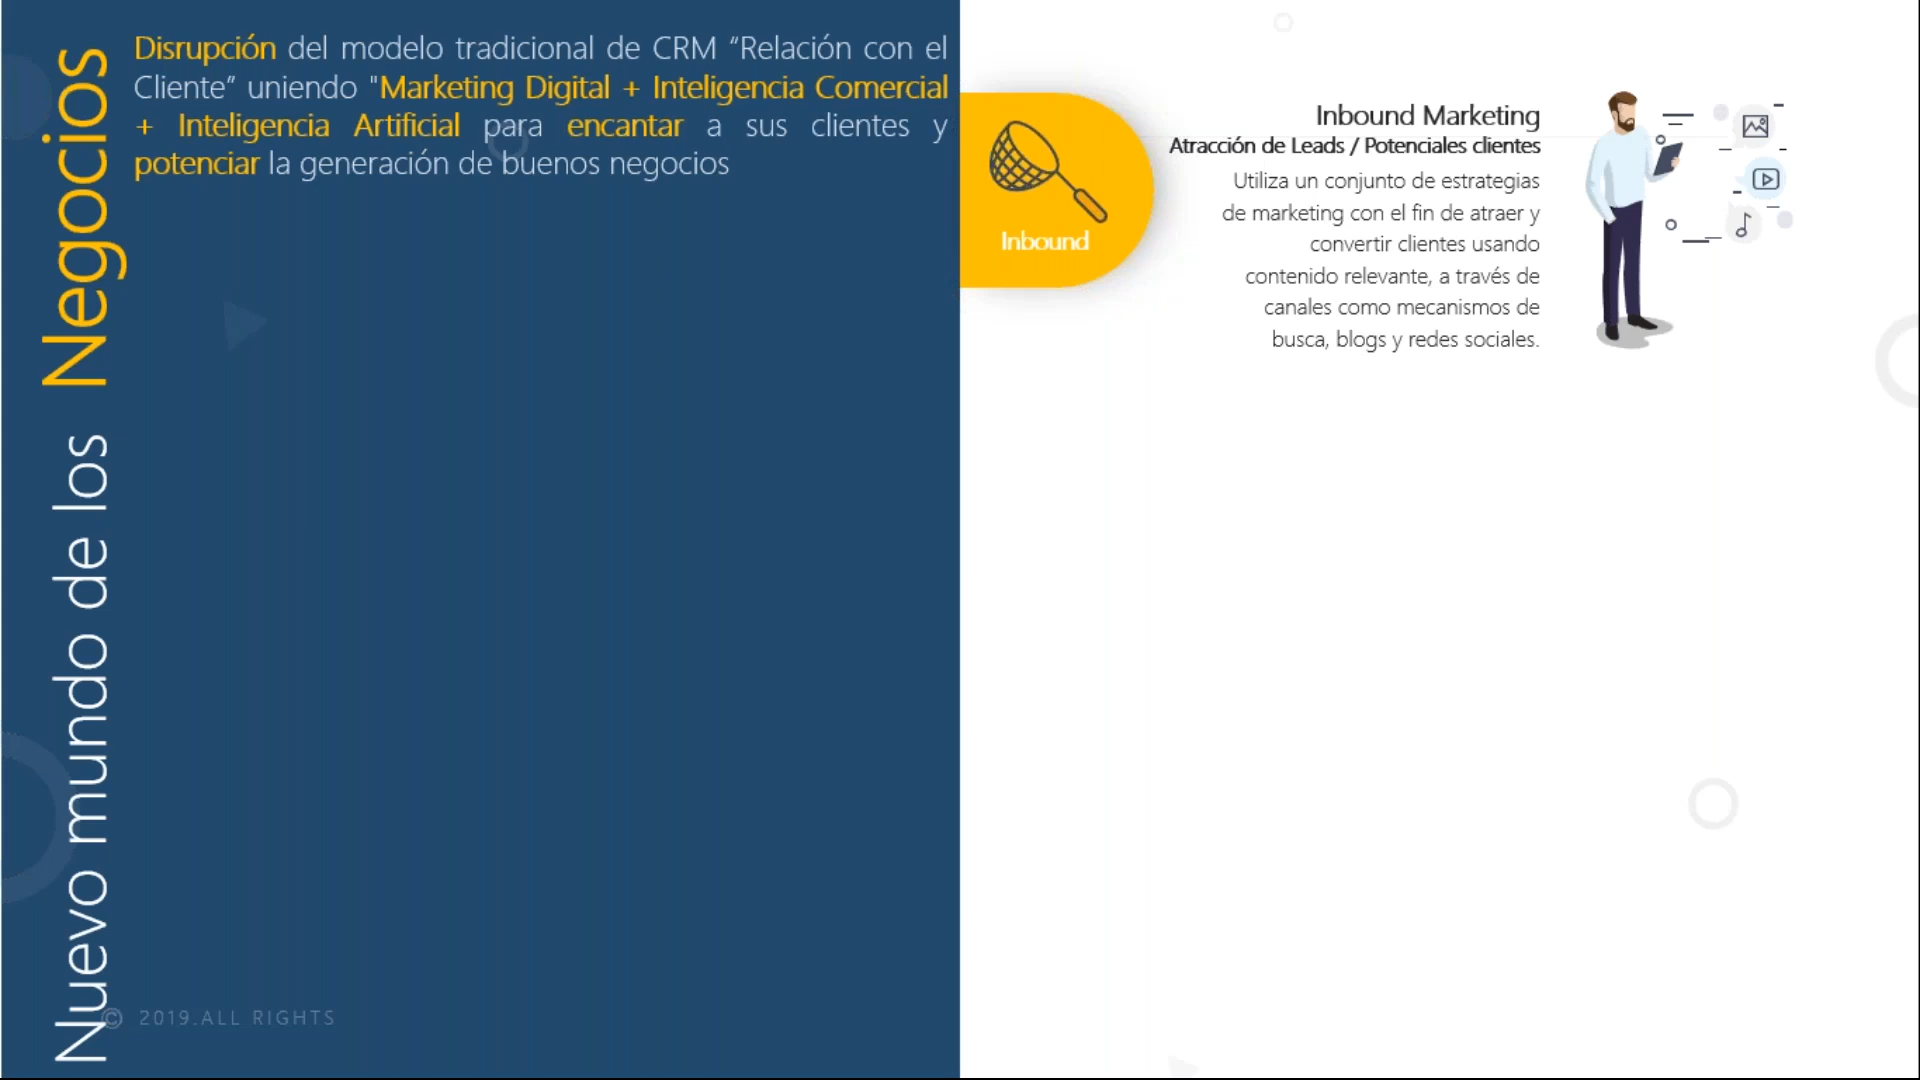 Nuevo mundo de los Negocios
Disrupción del modelo tradicional de CRM “Relación con el
Cliente” uniendo "Marketing Digital + Inteligencia Comercial
+ Inteligencia Artificial para encantar a sus clientes y
potenciar la generación de buenos negocios
Inbound
Inbound Marketing
Atracción de Leads / Potenciales clientes
Utiliza un conjunto de estrategias
de marketing con el fin de atraer y
convertir clientes usando
contenido relevante, a través de
canales como mecanismos de
busca, blogs y redes sociales.
© 2019.ALL RIGHTS